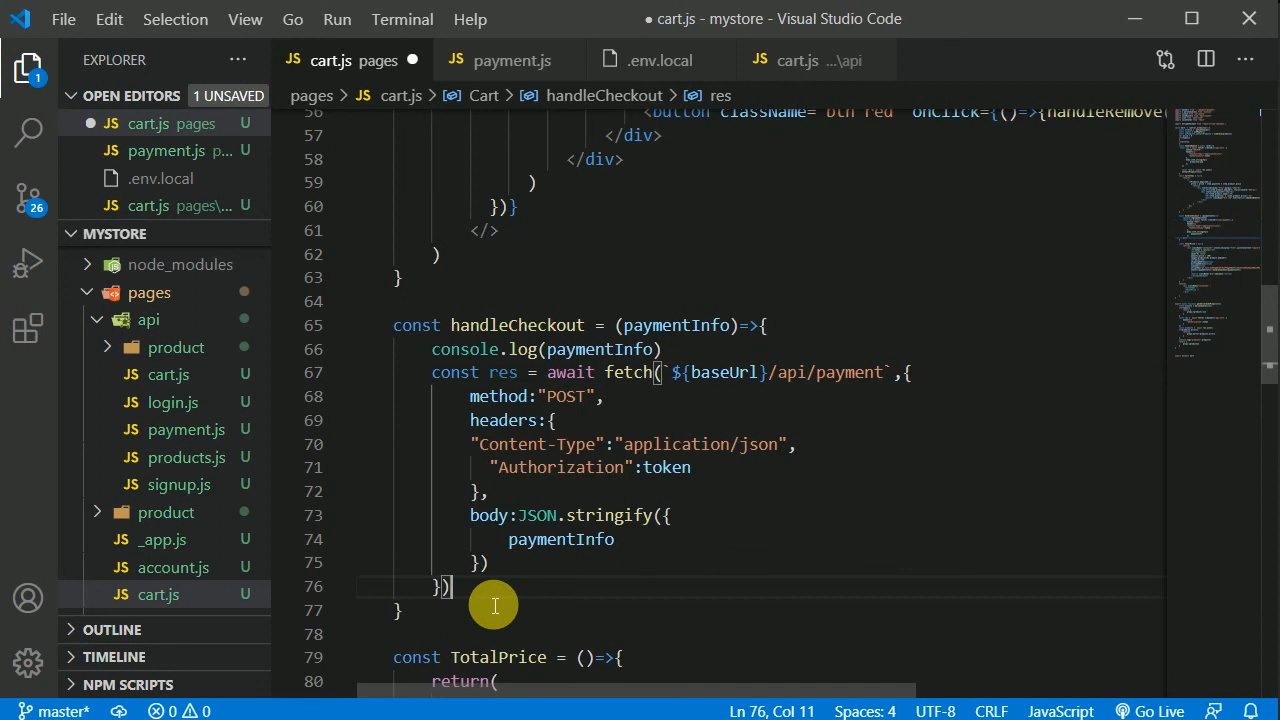 File Edit Selection View Go Run Terminal Help ● cart.js - mystore - Visual Studio Code
EXPLORER ···
JS cart.js pages ● JS payment.js .env.local JS cart.js ...\api ···
OPEN EDITORS 1 UNSAVED
pages > JS cart.js > Cart > handleCheckout > res
● JS cart.js pages U
JS payment.js p... U
.env.local
JS cart.js pages\... U
MYSTORE
node_modules
pages
api
product
JS cart.js U
JS login.js U
JS payment.js U
JS products.js U
JS signup.js U
product
JS _app.js U
JS account.js U
JS cart.js U
OUTLINE
TIMELINE
NPM SCRIPTS
1
26
56 <button className="btn red" onClick={()=>{handleRemove
57 </div>
58 </div>
59 )
60 })}
61 </>
62 )
63 }
64
65 const handleCheckout = (paymentInfo)=>{
66 console.log(paymentInfo)
67 const res = await fetch(`${baseUrl}/api/payment`,{
68 method:"POST",
69 headers:{
70 "Content-Type":"application/json",
71 "Authorization":token
72 },
73 body:JSON.stringify({
74 paymentInfo
75 })
76 })
77 }
78
79 const TotalPrice = ()=>{
80 return(
master* 0 0 Ln 76, Col 11 Spaces: 4 UTF-8 CRLF JavaScript Go Live